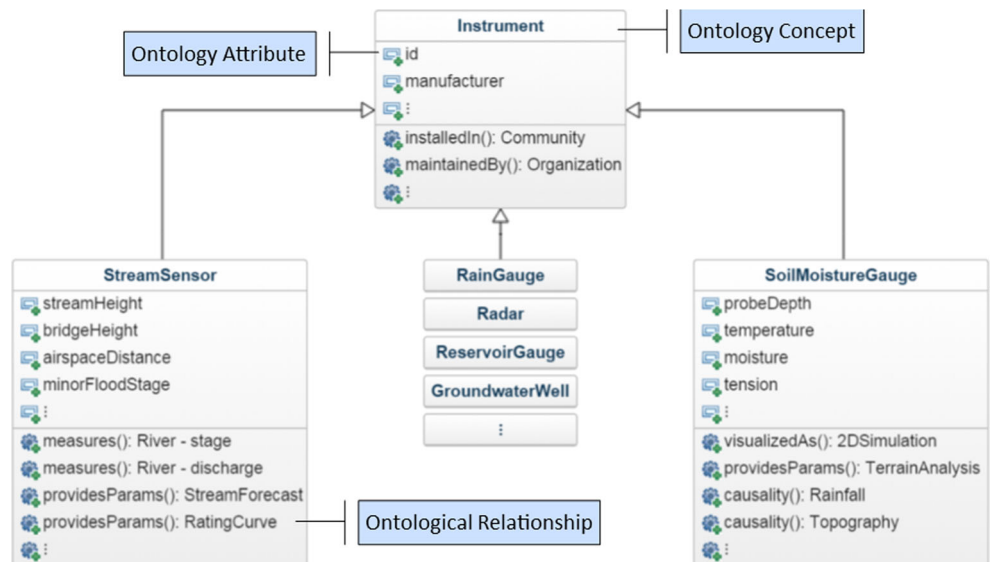 Instrument
Ontology Concept
Ontology Attribute
id
manufacturer
⋮
installedIn(): Community
maintainedBy(): Organization
⋮
StreamSensor
streamHeight
bridgeHeight
airspaceDistance
minorFloodStage
⋮
measures(): River - stage
measures(): River - discharge
providesParams(): StreamForecast
providesParams(): RatingCurve
⋮
Ontological Relationship
RainGauge
Radar
ReservoirGauge
GroundwaterWell
⋮
SoilMoistureGauge
probeDepth
temperature
moisture
tension
⋮
visualizedAs(): 2DSimulation
providesParams(): TerrainAnalysis
causality(): Rainfall
causality(): Topography
⋮